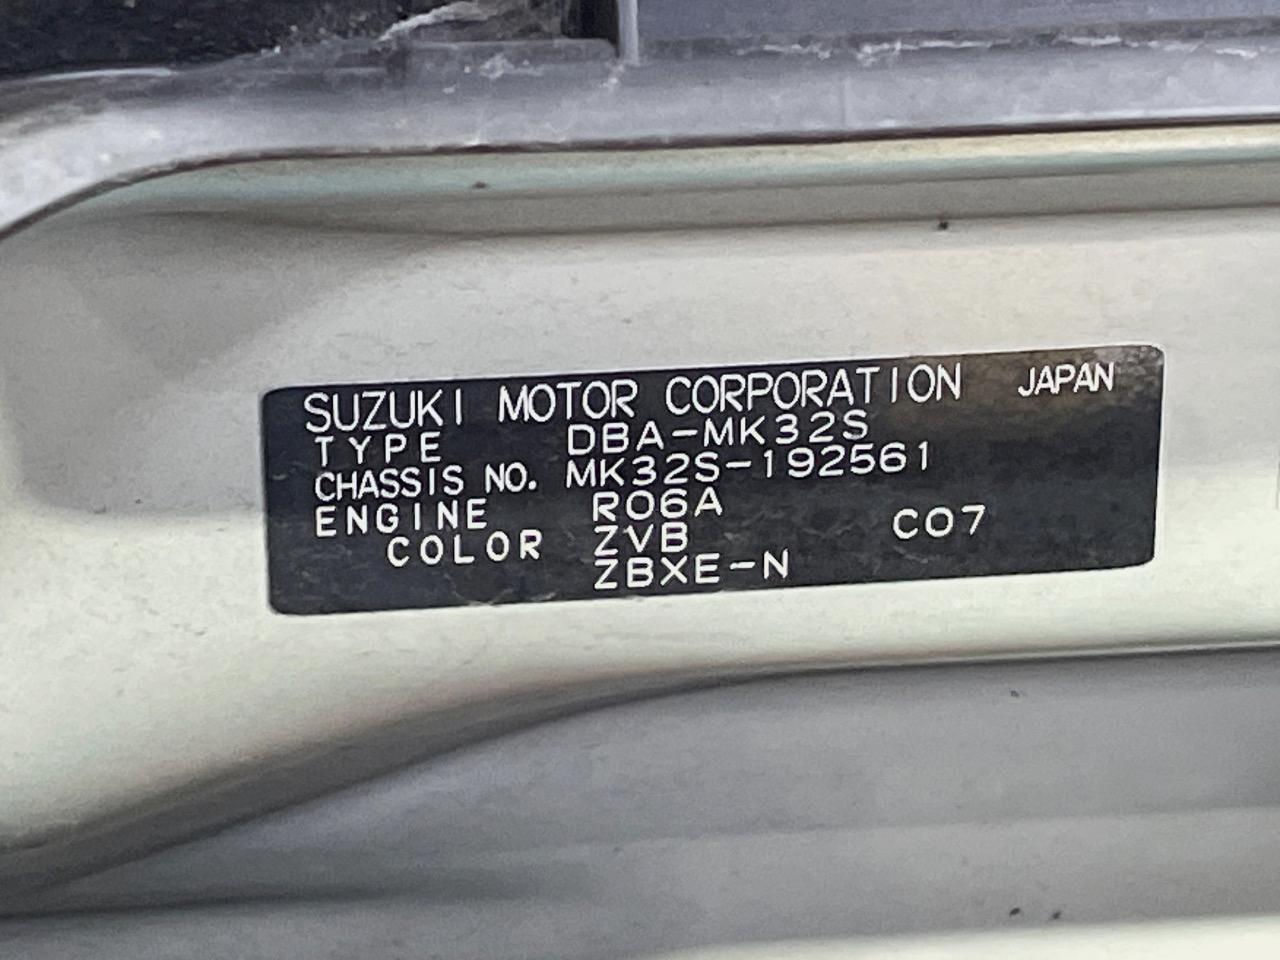 SUZUKI MOTOR CORPORATION JAPAN
TYPE DBA-MK32S
CHASSIS NO. MK32S-192561
ENGINE R06A
COLOR ZVB C07
ZBXE-N